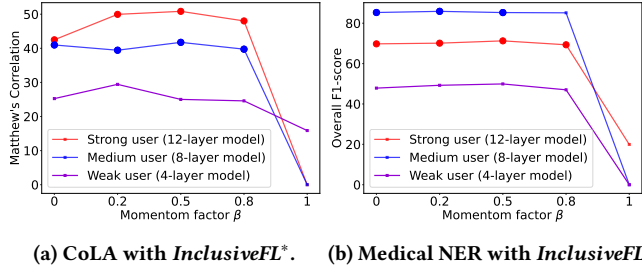 50
40
30
20
10
0
Matthew's Correlation
Strong user (12-layer model)
Medium user (8-layer model)
Weak user (4-layer model)
0 0.2 0.5 0.8 1
Momentom factor β
80
60
40
20
0
Overall F1-score
Strong user (12-layer model)
Medium user (8-layer model)
Weak user (4-layer model)
0 0.2 0.5 0.8 1
Momentom factor β
(a) CoLA with InclusiveFL*. (b) Medical NER with InclusiveFL